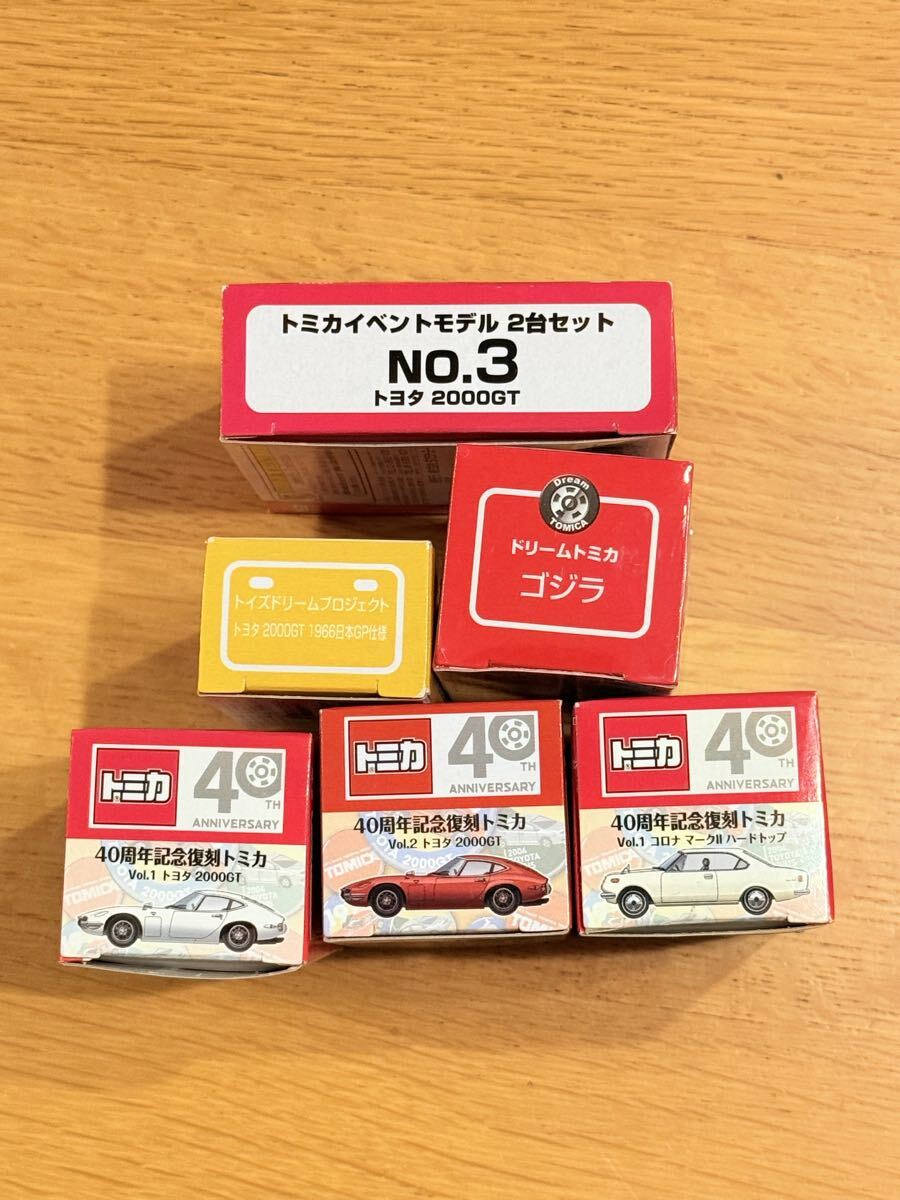 トミカイベントモデル 2台セット
NO.3
トヨタ 2000GT
Dream
TOMICA
ドリームトミカ
ゴジラ
トイズドリームプロジェクト
トヨタ 2000GT 1966日本GP仕様
トミカ
40TH
ANNIVERSARY
40周年記念復刻トミカ
Vol.1 トヨタ 2000GT
トミカ
40TH
ANNIVERSARY
40周年記念復刻トミカ
Vol.2 トヨタ 2000GT
トミカ
40TH
ANNIVERSARY
40周年記念復刻トミカ
Vol.1 コロナ マークII ハードトップ